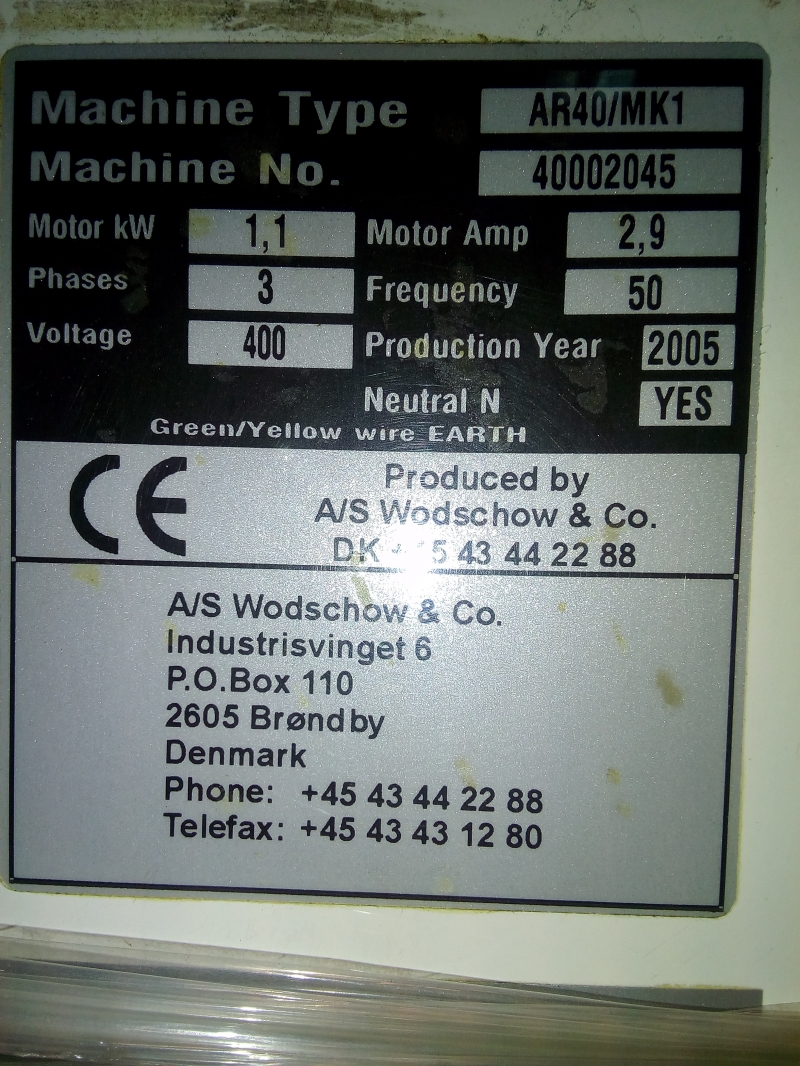 Machine Type AR40/MK1
Machine No. 40002045
Motor kW 1,1 Motor Amp 2,9
Phases 3 Frequency 50
Voltage 400 Production Year 2005
Neutral N YES
Green/Yellow wire EARTH
CE
Produced by
A/S Wodschow & Co.
DK 43 44 22 88
A/S Wodschow & Co.
Industrisvinget 6
P.O.Box 110
2605 Brøndby
Denmark
Phone: +45 43 44 22 88
Telefax: +45 43 43 12 80